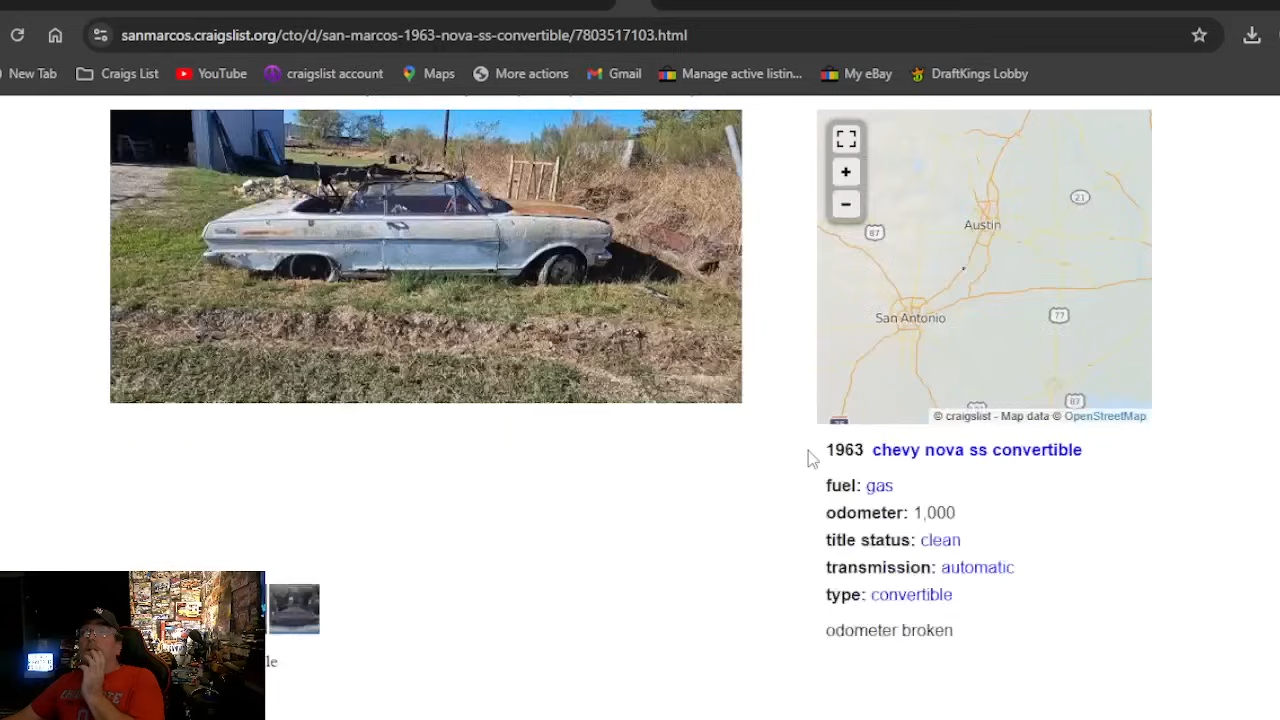 sanmarcos.craigslist.org/cto/d/san-marcos-1963-nova-ss-convertible/7803517103.html
New Tab Craigs List YouTube craigslist account Maps More actions Gmail Manage active listin... My eBay DraftKings Lobby
21
87
Austin
San Antonio
77
87
© craigslist - Map data © OpenStreetMap
1963 chevy nova ss convertible
fuel: gas
odometer: 1,000
title status: clean
transmission: automatic
type: convertible
odometer broken
le